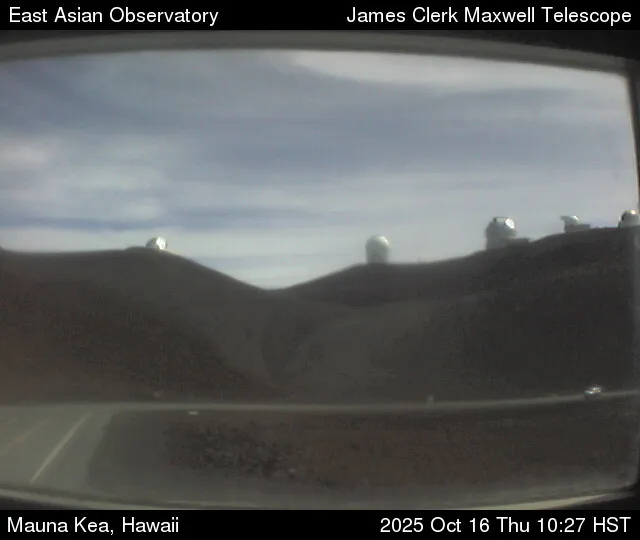 East Asian Observatory
James Clerk Maxwell Telescope
Mauna Kea, Hawaii
2025 Oct 16 Thu 10:27 HST